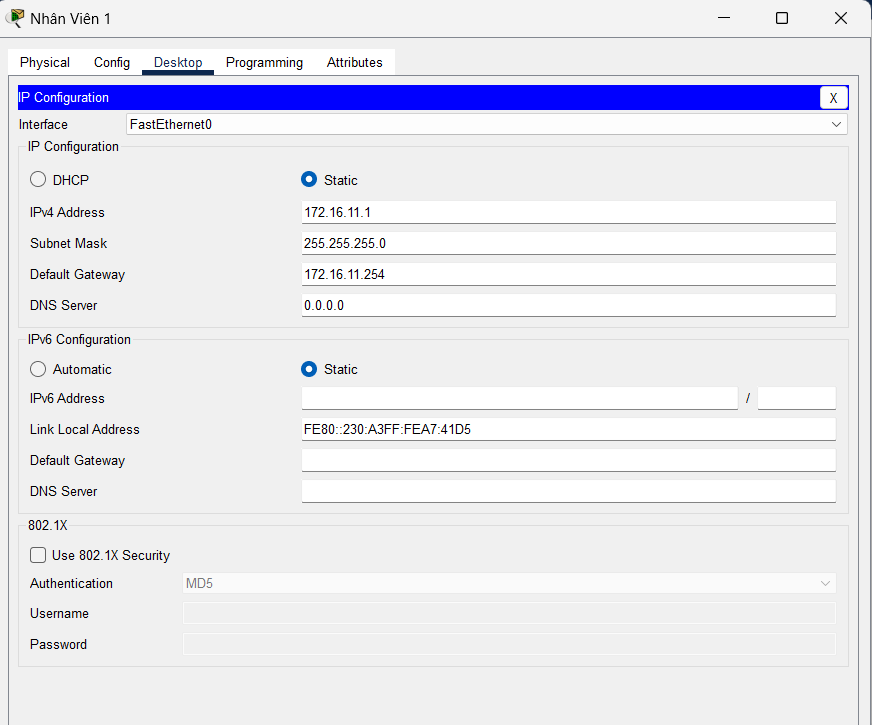 Nhân Viên 1
Physical Config Desktop Programming Attributes
IP Configuration X
Interface FastEthernet0
IP Configuration
DHCP Static
IPv4 Address 172.16.11.1
Subnet Mask 255.255.255.0
Default Gateway 172.16.11.254
DNS Server 0.0.0.0
IPv6 Configuration
Automatic Static
IPv6 Address /
Link Local Address FE80::230:A3FF:FEA7:41D5
Default Gateway
DNS Server
802.1X
Use 802.1X Security
Authentication MD5
Username
Password